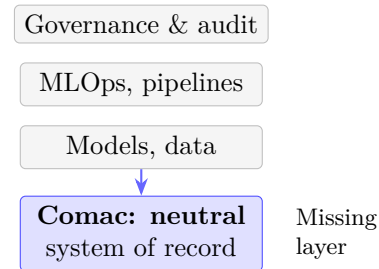 Governance & audit
MLOps, pipelines
Models, data
Comac: neutral
system of record
Missing
layer